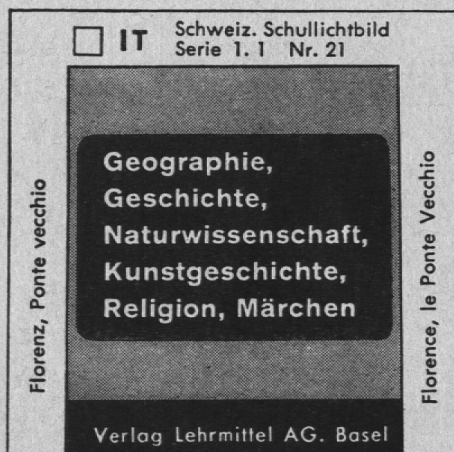 IT
Schweiz. Schullichtbild
Serie 1. 1 Nr. 21
Florenz, Ponte vecchio
Geographie,
Geschichte,
Naturwissenschaft,
Kunstgeschichte,
Religion, Märchen
Florence, le Ponte Vecchio
Verlag Lehrmittel AG. Basel